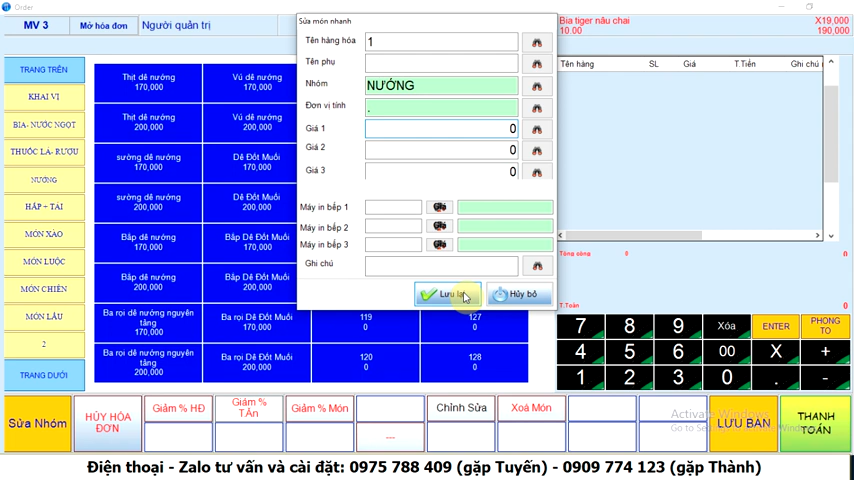 Order
MV 3
Mở hóa đơn
Người quản trị
Bia tiger nâu chai
X19,000
10.00
190,000
Sửa món nhanh
Tên hàng hóa
1
Tên phụ
Nhóm
NƯỚNG
Đơn vị tính
.
Giá 1
0
Giá 2
0
Giá 3
0
Máy in bếp 1
Máy in bếp 2
Máy in bếp 3
Ghi chú
Lưu lại
Hủy bỏ
TRANG TRÊN
KHAI VỊ
BIA- NƯỚC NGỌT
THUỐC LÁ- RƯỢU
NƯỚNG
HẤP + TÁI
MÓN XÀO
MÓN LUỘC
MÓN CHIÊN
MÓN LẨU
2
TRANG DƯỚI
Thịt dê nướng
170,000
Vú dê nướng
170,000
Thịt dê nướng
200,000
Vú dê nướng
200,000
sường dê nướng
170,000
Dê Đốt Muối
170,000
sường dê nướng
200,000
Dê Đốt Muối
200,000
Bắp dê nướng
170,000
Bắp Dê Đốt Muối
170,000
Bắp dê nướng
200,000
Bắp Dê Đốt Muối
200,000
Ba rọi dê nướng nguyên tảng
170,000
Ba rọi Dê Đốt Muối
170,000
119
0
127
0
Ba rọi dê nướng nguyên tảng
200,000
Ba rọi Dê Đốt Muối
200,000
120
0
128
0
Tên hàng
SL
Giá
T.Tiền
Ghi chú
Tổng cộng
0
0
T.Toán
0
7
8
9
Xóa
ENTER
PHÒNG TO
4
5
6
00
X
+
1
2
3
0
.
-
Sửa Nhóm
HỦY HÓA ĐƠN
Giảm % HĐ
Giảm % T.Ăn
Giảm % Món
---
Chỉnh Sửa
Xoá Món
LƯU BÀN
THANH TOÁN
Activate Windows
Điện thoại - Zalo tư vấn và cài đặt: 0975 788 409 (gặp Tuyến) - 0909 774 123 (gặp Thành)